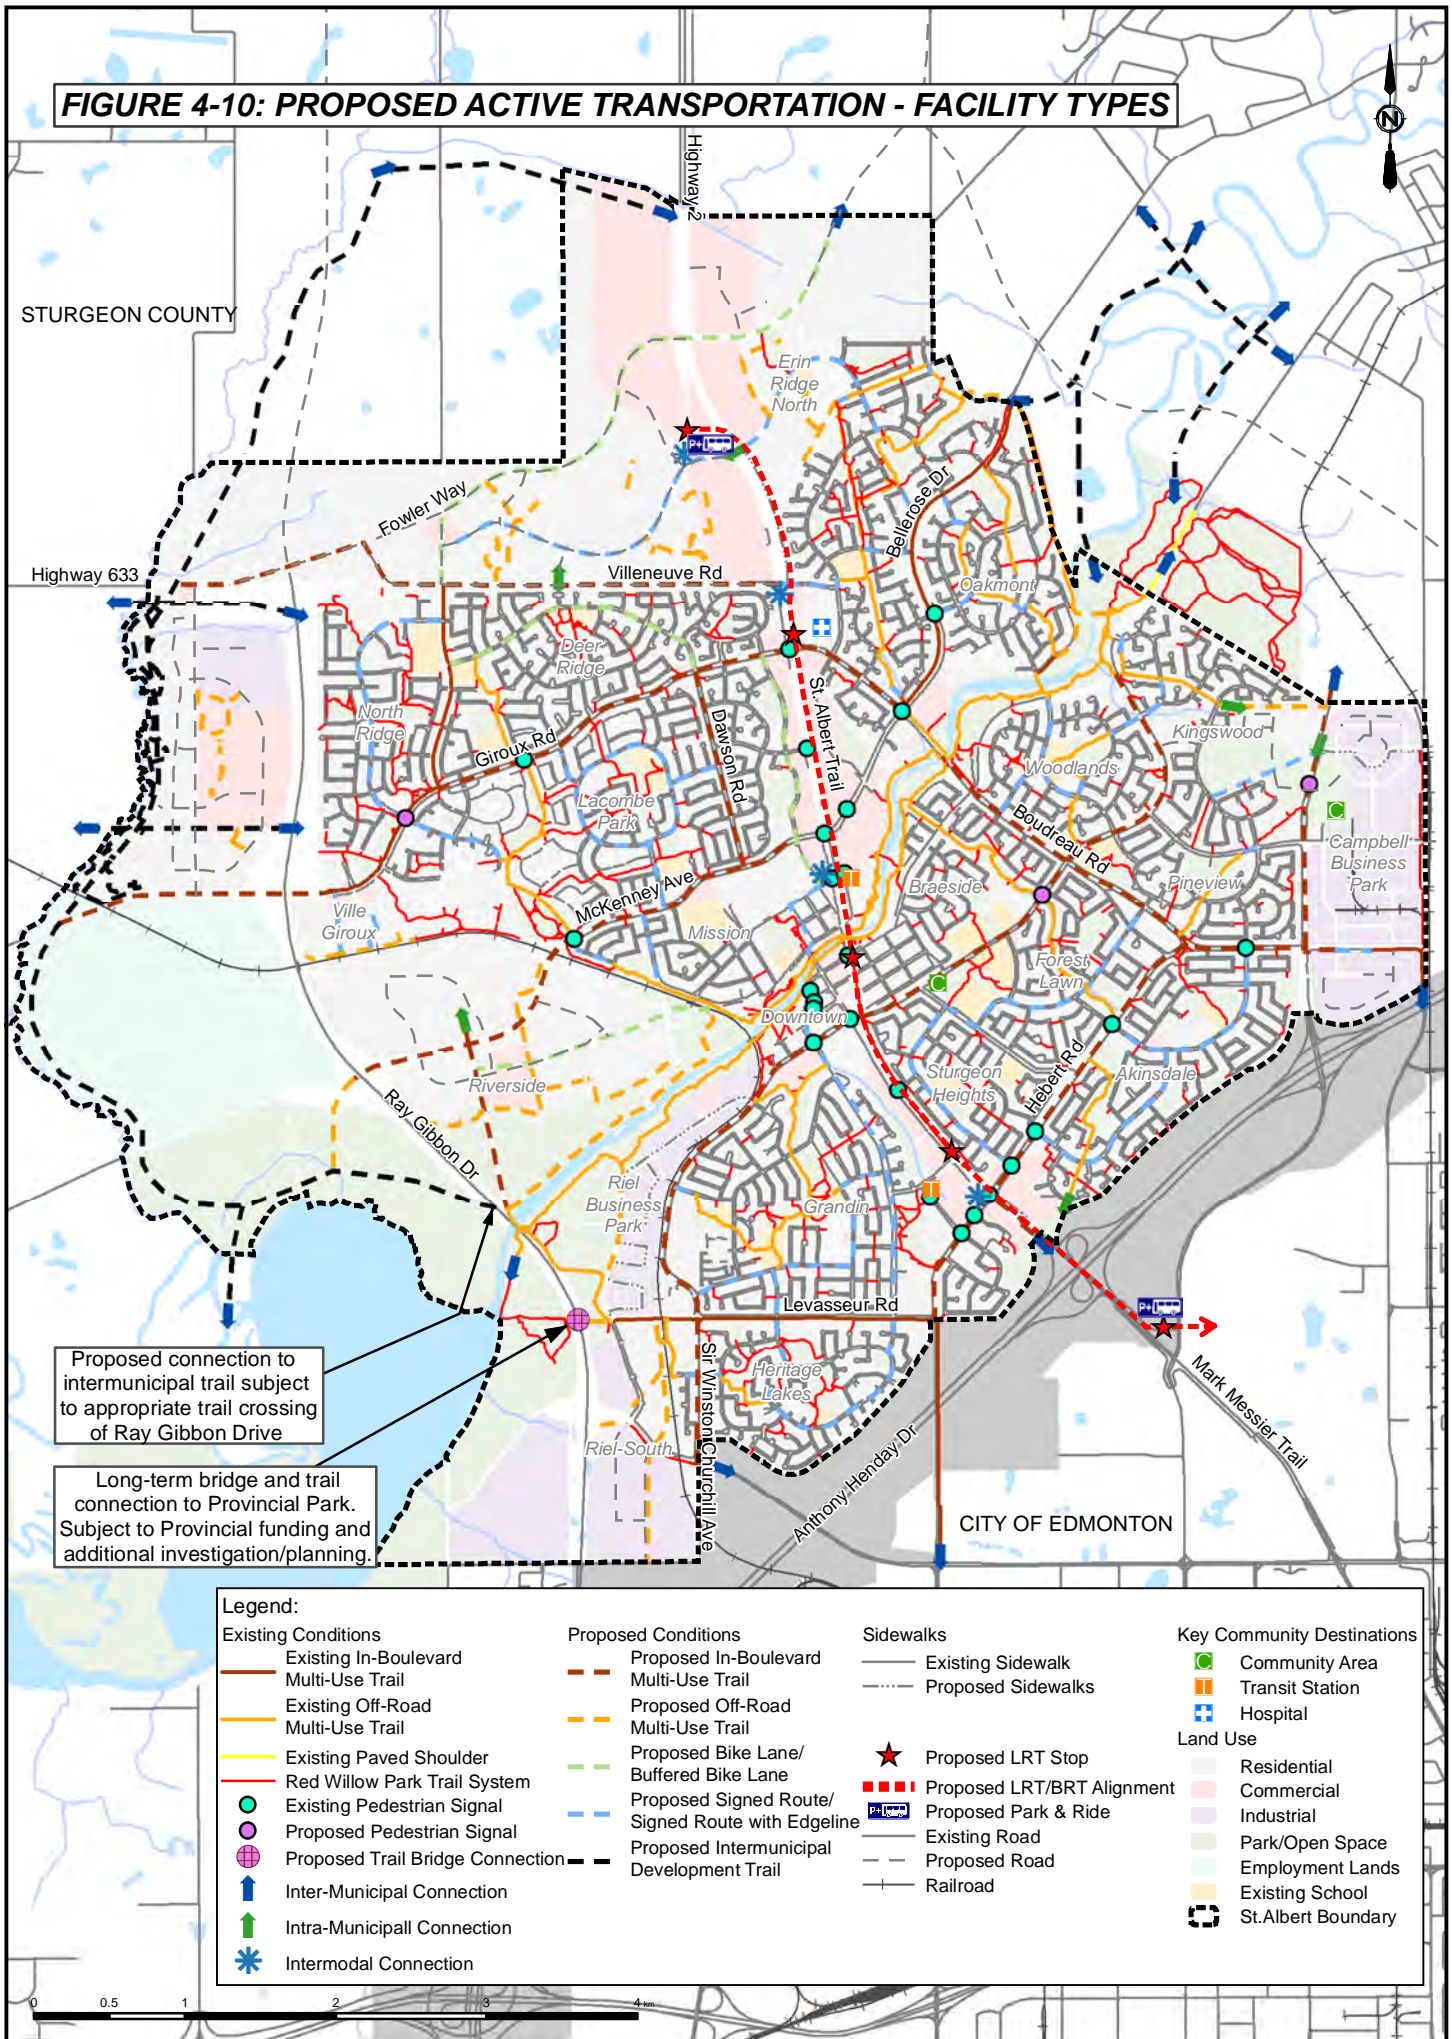 FIGURE 4-10: PROPOSED ACTIVE TRANSPORTATION - FACILITY TYPES
N
Highway 2
STURGEON COUNTY
Erin
Ridge
North
P+
Fowler Way
Bellerose Dr
Highway 633
Villeneuve Rd
Oakmont
Deer
Ridge
St. Albert Trail
North
Ridge
Dawson Rd
Kingswood
Giroux Rd
Woodlands
Lacombe
Park
C
Boudreau Rd
Campbell
Business
Park
McKenney Ave
Braeside
Pineview
Ville
Giroux
Mission
Forest
Lawn
C
Downtown
Riverside
Sturgeon
Heights
Hebert Rd
Akinsdale
Ray Gibbon Dr
Riel
Business
Park
Grandin
Levasseur Rd
P+
Proposed connection to
intermunicipal trail subject
to appropriate trail crossing
of Ray Gibbon Drive
Heritage
Lakes
Sir Winston Churchill Ave
Mark Messier Trail
Riel-South
Anthony Henday Dr
Long-term bridge and trail
connection to Provincial Park.
Subject to Provincial funding and
additional investigation/planning.
CITY OF EDMONTON
Legend:
Existing Conditions
Existing In-Boulevard
Multi-Use Trail
Existing Off-Road
Multi-Use Trail
Existing Paved Shoulder
Red Willow Park Trail System
Existing Pedestrian Signal
Proposed Pedestrian Signal
Proposed Trail Bridge Connection
Inter-Municipal Connection
Intra-Municipall Connection
Intermodal Connection
Proposed Conditions
Proposed In-Boulevard
Multi-Use Trail
Proposed Off-Road
Multi-Use Trail
Proposed Bike Lane/
Buffered Bike Lane
Proposed Signed Route/
Signed Route with Edgeline
Proposed Intermunicipal
Development Trail
Sidewalks
Existing Sidewalk
Proposed Sidewalks
Proposed LRT Stop
Proposed LRT/BRT Alignment
P+ Proposed Park & Ride
Existing Road
Proposed Road
Railroad
Key Community Destinations
C Community Area
Transit Station
Hospital
Land Use
Residential
Commercial
Industrial
Park/Open Space
Employment Lands
Existing School
St.Albert Boundary
0 0.5 1 2 3 4 km